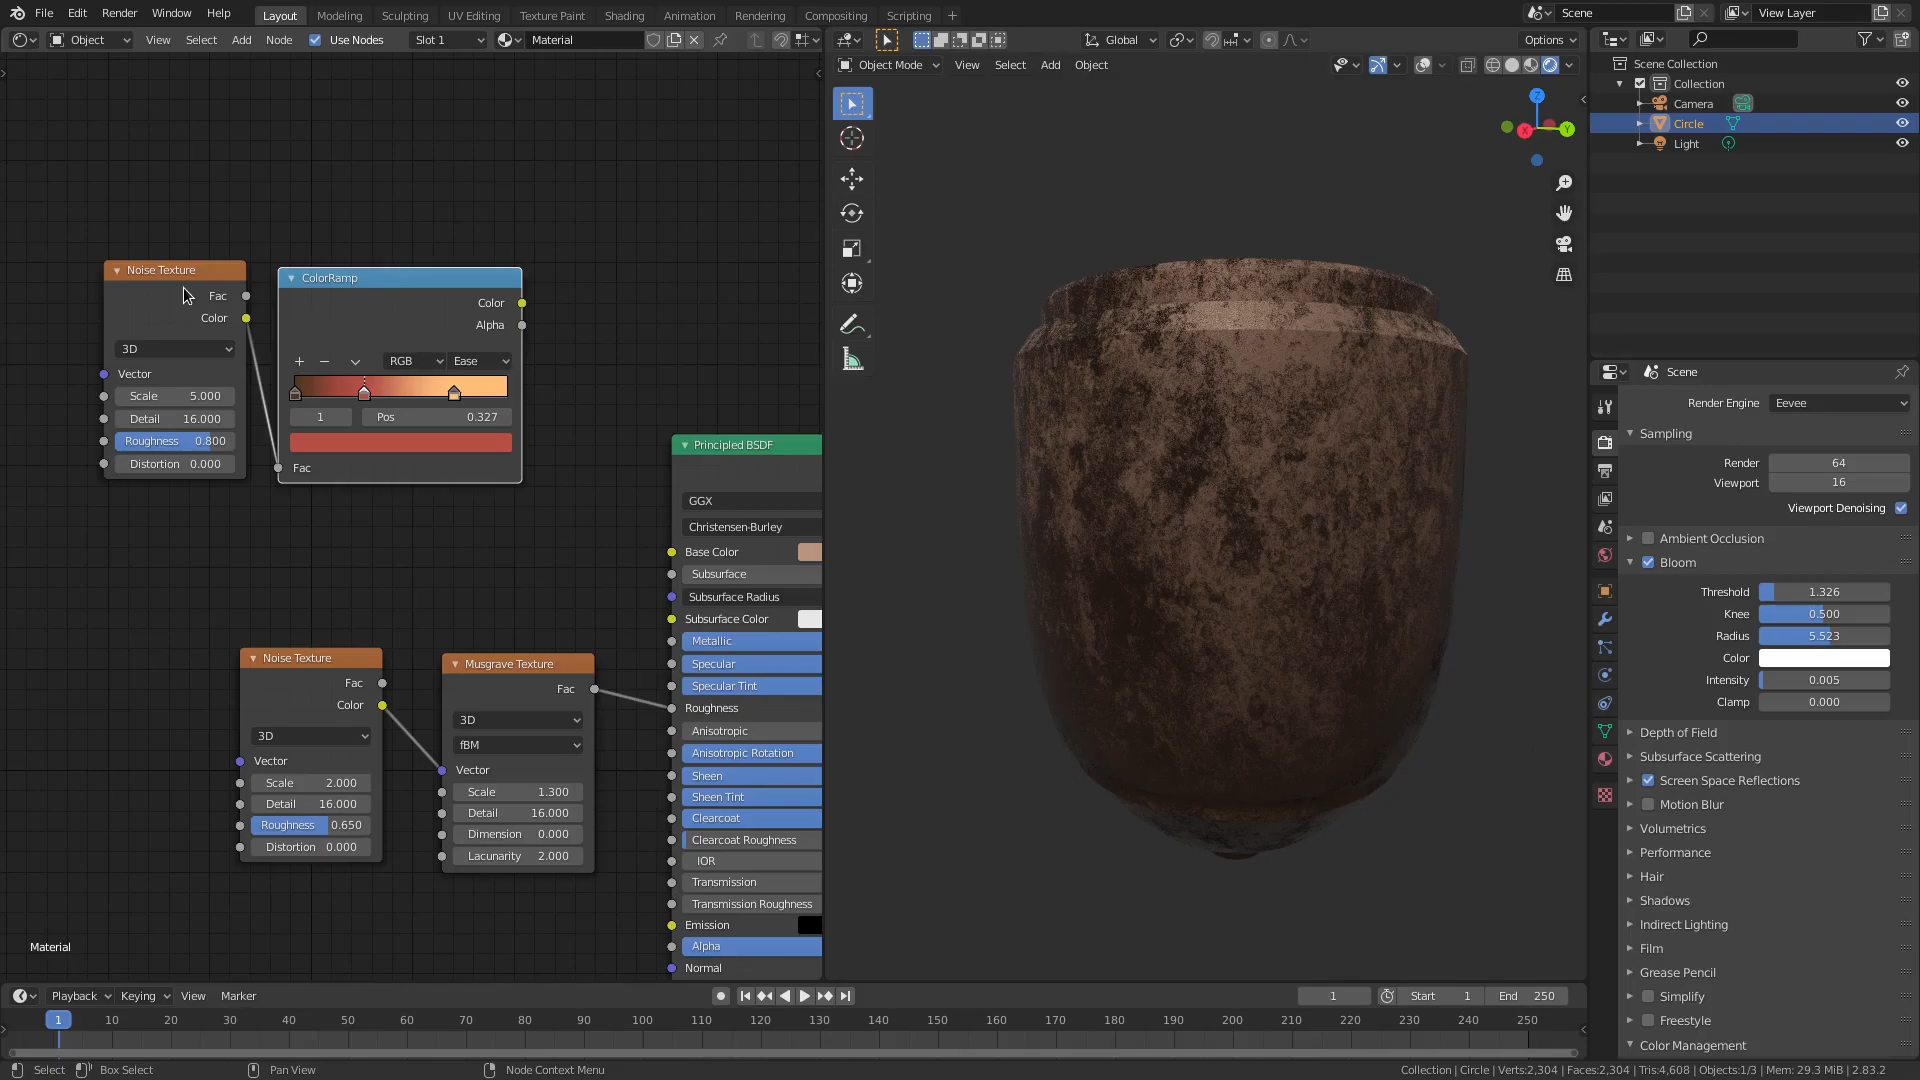 File Edit Render Window Help Layout Modeling Sculpting UV Editing Texture Paint Shading Animation Rendering Compositing Scripting + Scene View Layer
Object View Select Add Node Use Nodes Slot 1 Material Global Options
Object Mode View Select Add Object
Scene Collection
Collection
Camera
Circle
Light
Z
X
Y
Noise Texture
Fac
Color
3D
Vector
Scale 5.000
Detail 16.000
Roughness 0.800
Distortion 0.000
ColorRamp
Color
Alpha
RGB Ease
1 Pos 0.327
Fac
Principled BSDF
GGX
Christensen-Burley
Base Color
Subsurface
Subsurface Radius
Subsurface Color
Metallic
Specular
Specular Tint
Roughness
Anisotropic
Anisotropic Rotation
Sheen
Sheen Tint
Clearcoat
Clearcoat Roughness
IOR
Transmission
Transmission Roughness
Emission
Alpha
Normal
Noise Texture
Fac
Color
3D
Vector
Scale 2.000
Detail 16.000
Roughness 0.650
Distortion 0.000
Musgrave Texture
Fac
3D
fBM
Vector
Scale 1.300
Detail 16.000
Dimension 0.000
Lacunarity 2.000
Material
Scene
Render Engine Eevee
Sampling
Render 64
Viewport 16
Viewport Denoising
Ambient Occlusion
Bloom
Threshold 1.326
Knee 0.500
Radius 5.523
Color
Intensity 0.005
Clamp 0.000
Depth of Field
Subsurface Scattering
Screen Space Reflections
Motion Blur
Volumetrics
Performance
Hair
Shadows
Indirect Lighting
Film
Grease Pencil
Simplify
Freestyle
Color Management
Playback Keying View Marker 1 Start 1 End 250
1 10 20 30 40 50 60 70 80 90 100 110 120 130 140 150 160 170 180 190 200 210 220 230 240 250
Select Box Select Pan View Node Context Menu Collection | Circle | Verts:2,304 | Faces:2,304 | Tris:4,608 | Objects:1/3 | Mem: 29.3 MiB | 2.83.2